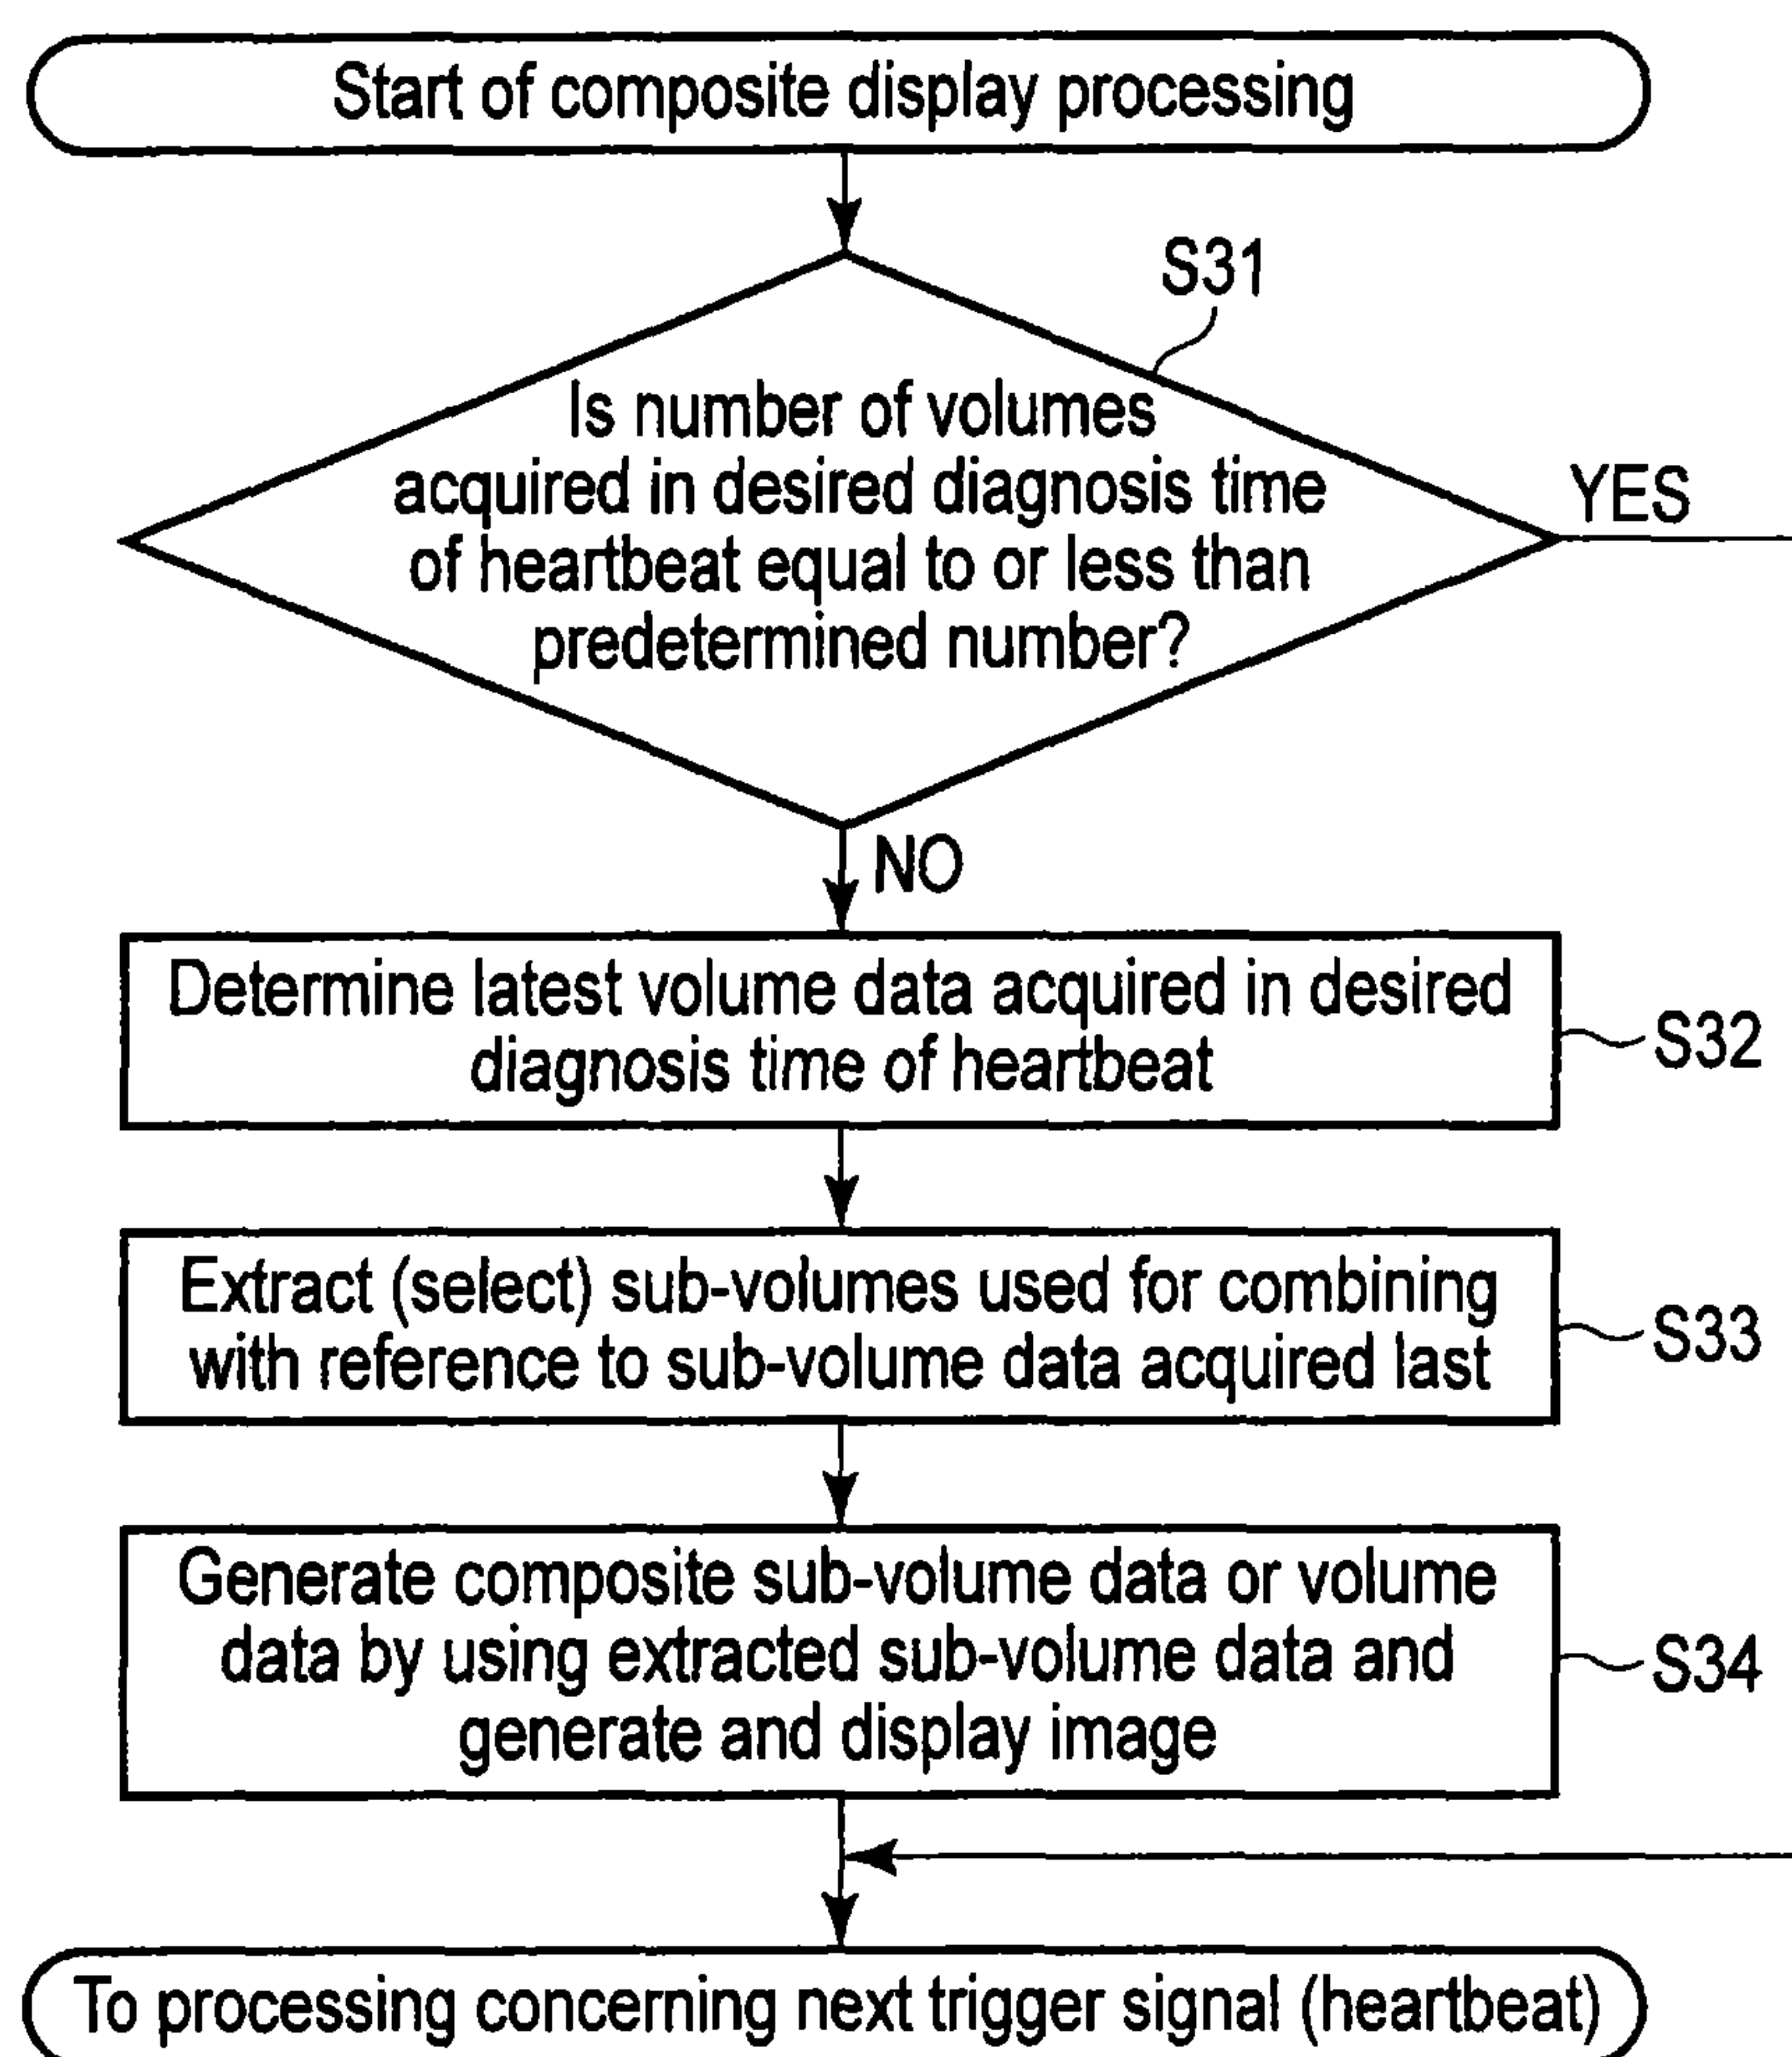 Start of composite display processing
S31
Is number of volumes
acquired in desired diagnosis time
of heartbeat equal to or less than
predetermined number?
YES
NO
Determine latest volume data acquired in desired
diagnosis time of heartbeat
S32
Extract (select) sub-volumes used for combining
with reference to sub-volume data acquired last
S33
Generate composite sub-volume data or volume
data by using extracted sub-volume data and
generate and display image
S34
To processing concerning next trigger signal (heartbeat)